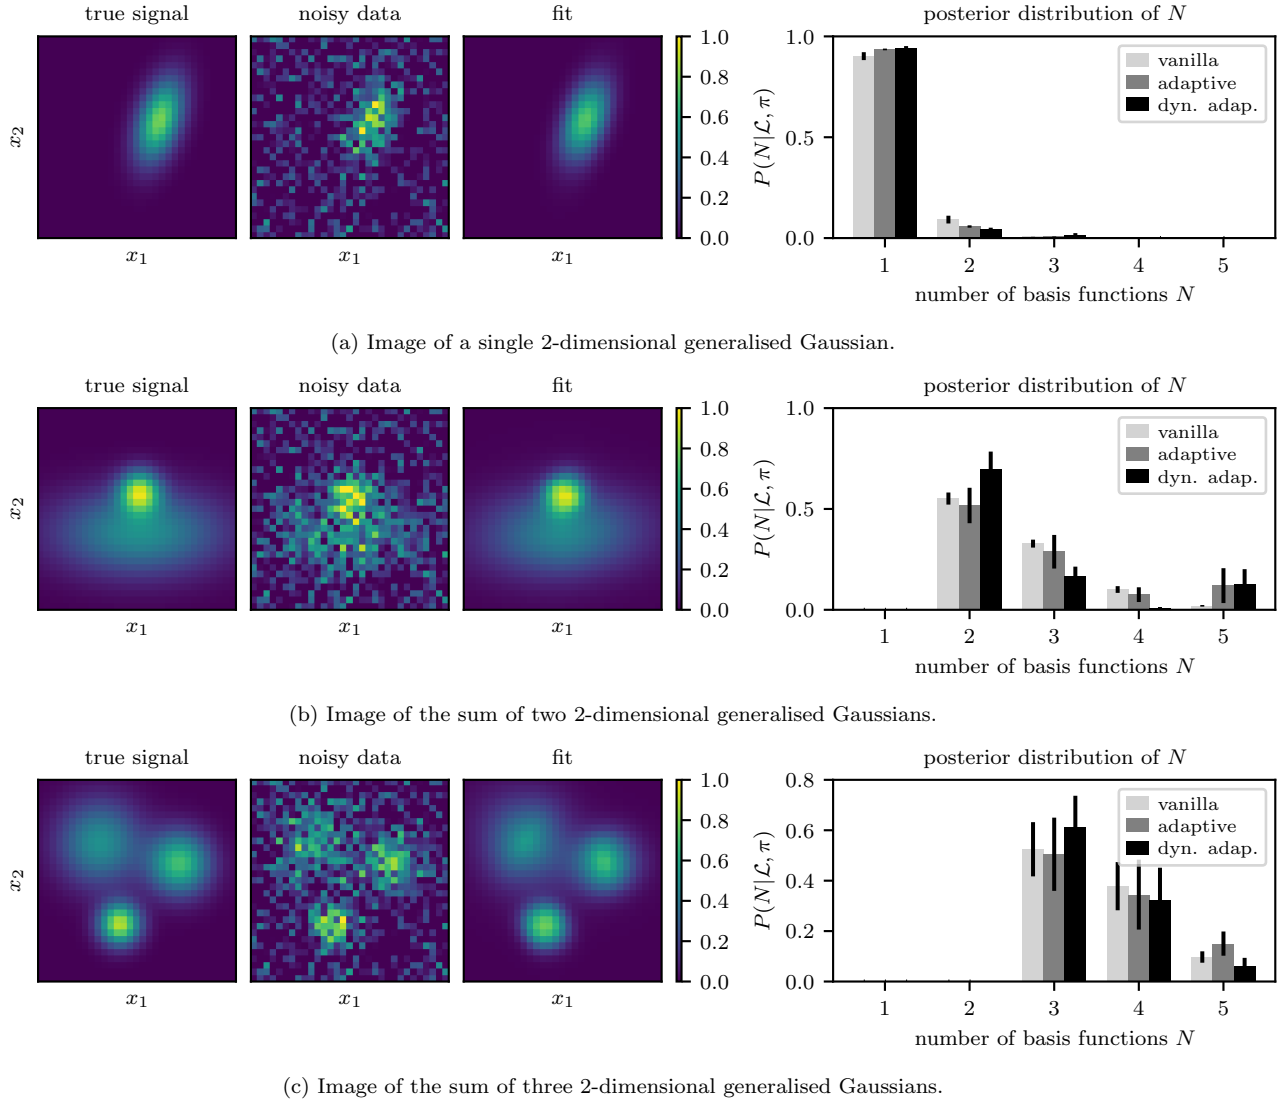 true signal noisy data fit posterior distribution of N
1.0
0.8
0.6
0.4
0.2
0.0
x2
x1 x1 x1
P(N|ℒ, π)
1.0
0.5
0.0
vanilla
adaptive
dyn. adap.
1 2 3 4 5
number of basis functions N
(a) Image of a single 2-dimensional generalised Gaussian.
true signal noisy data fit posterior distribution of N
1.0
0.8
0.6
0.4
0.2
0.0
x2
x1 x1 x1
P(N|ℒ, π)
1.0
0.5
0.0
vanilla
adaptive
dyn. adap.
1 2 3 4 5
number of basis functions N
(b) Image of the sum of two 2-dimensional generalised Gaussians.
true signal noisy data fit posterior distribution of N
1.0
0.8
0.6
0.4
0.2
0.0
x2
x1 x1 x1
P(N|ℒ, π)
0.8
0.6
0.4
0.2
0.0
vanilla
adaptive
dyn. adap.
1 2 3 4 5
number of basis functions N
(c) Image of the sum of three 2-dimensional generalised Gaussians.